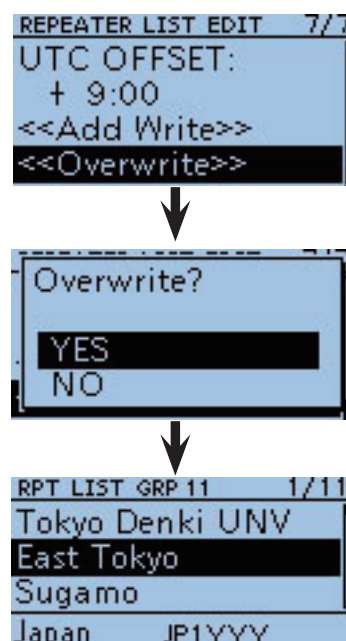 REPEATER LIST EDIT 7/7
UTC OFFSET:
+ 9:00
<<Add Write>>
<<Overwrite>>
Overwrite?
YES
NO
RPT LIST GRP 11 1/11
Tokyo Denki UNV
East Tokyo
Sugamo
Japan JP1YYY